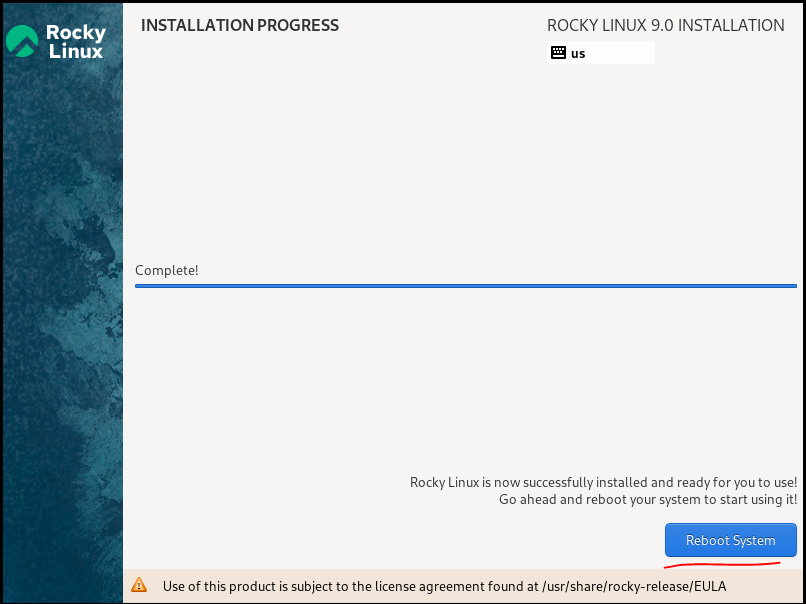 Rocky
Linux
INSTALLATION PROGRESS
ROCKY LINUX 9.0 INSTALLATION
us
Complete!
Rocky Linux is now successfully installed and ready for you to use!
Go ahead and reboot your system to start using it!
Reboot System
Use of this product is subject to the license agreement found at /usr/share/rocky-release/EULA